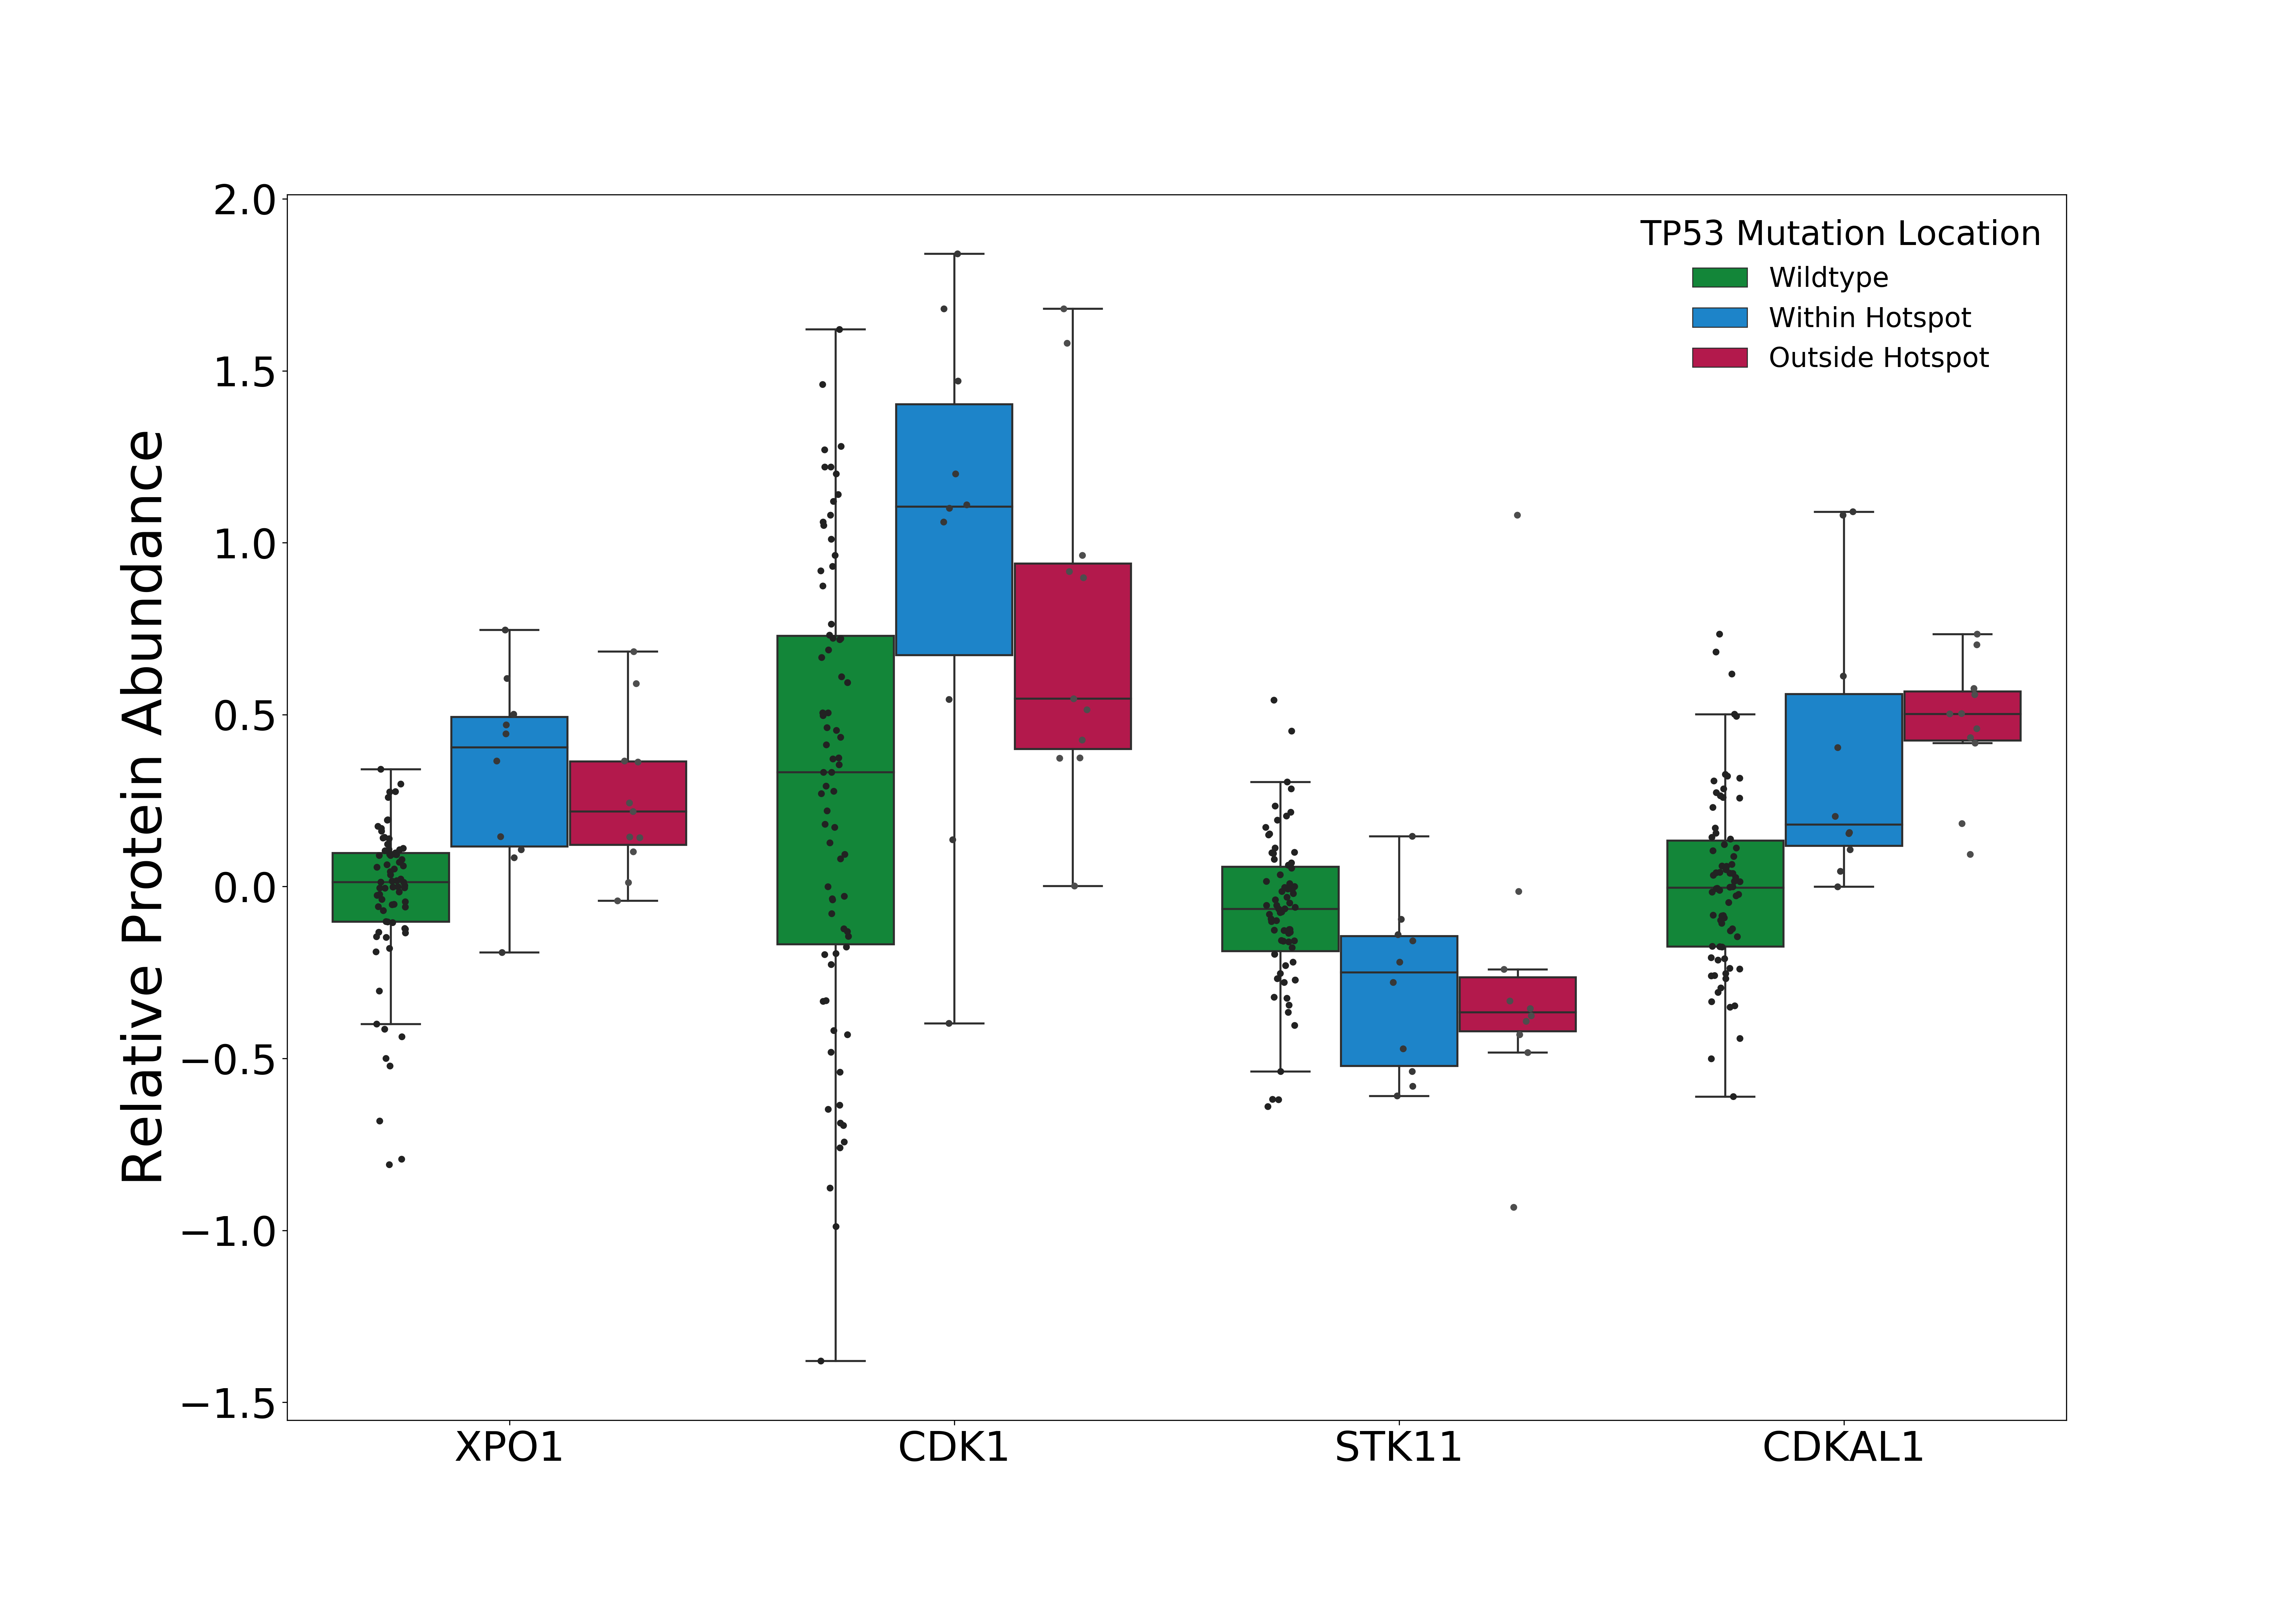 2.0
1.5
1.0
0.5
0.0
−0.5
−1.0
−1.5
Relative Protein Abundance
TP53 Mutation Location
Wildtype
Within Hotspot
Outside Hotspot
XPO1 CDK1 STK11 CDKAL1